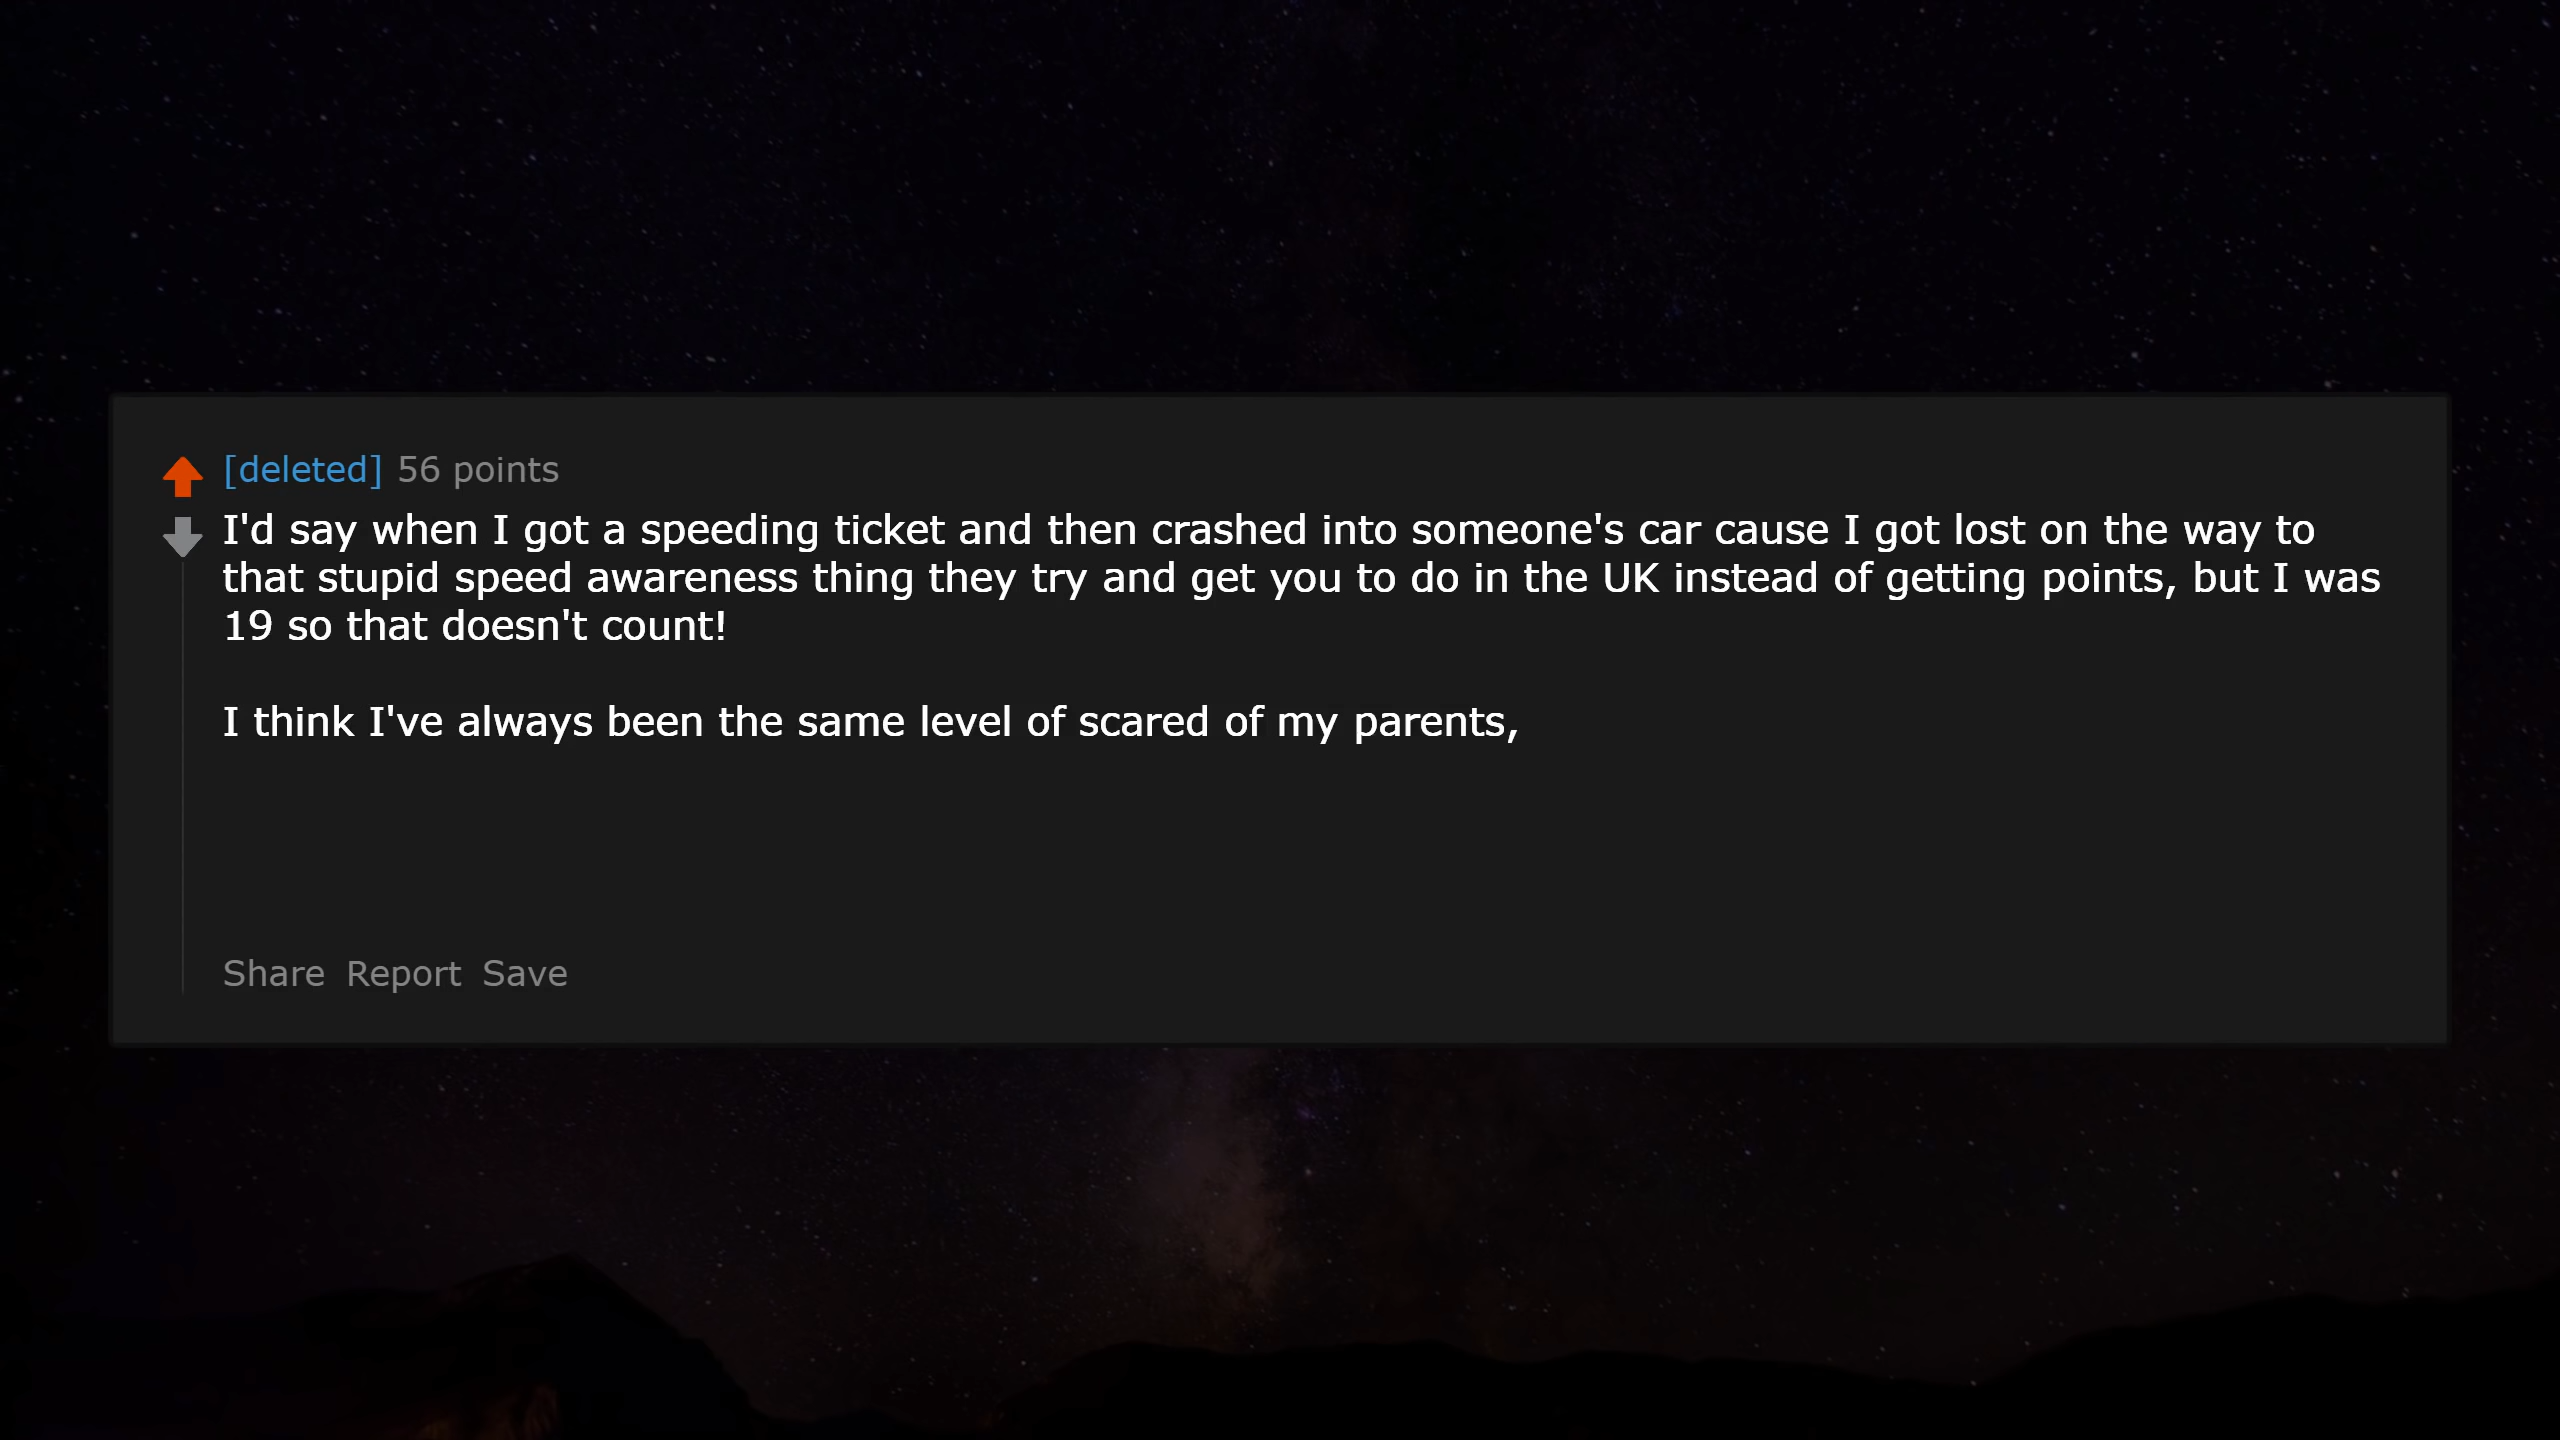 [deleted] 56 points
I'd say when I got a speeding ticket and then crashed into someone's car cause I got lost on the way to
that stupid speed awareness thing they try and get you to do in the UK instead of getting points, but I was
19 so that doesn't count!
I think I've always been the same level of scared of my parents,
Share Report Save